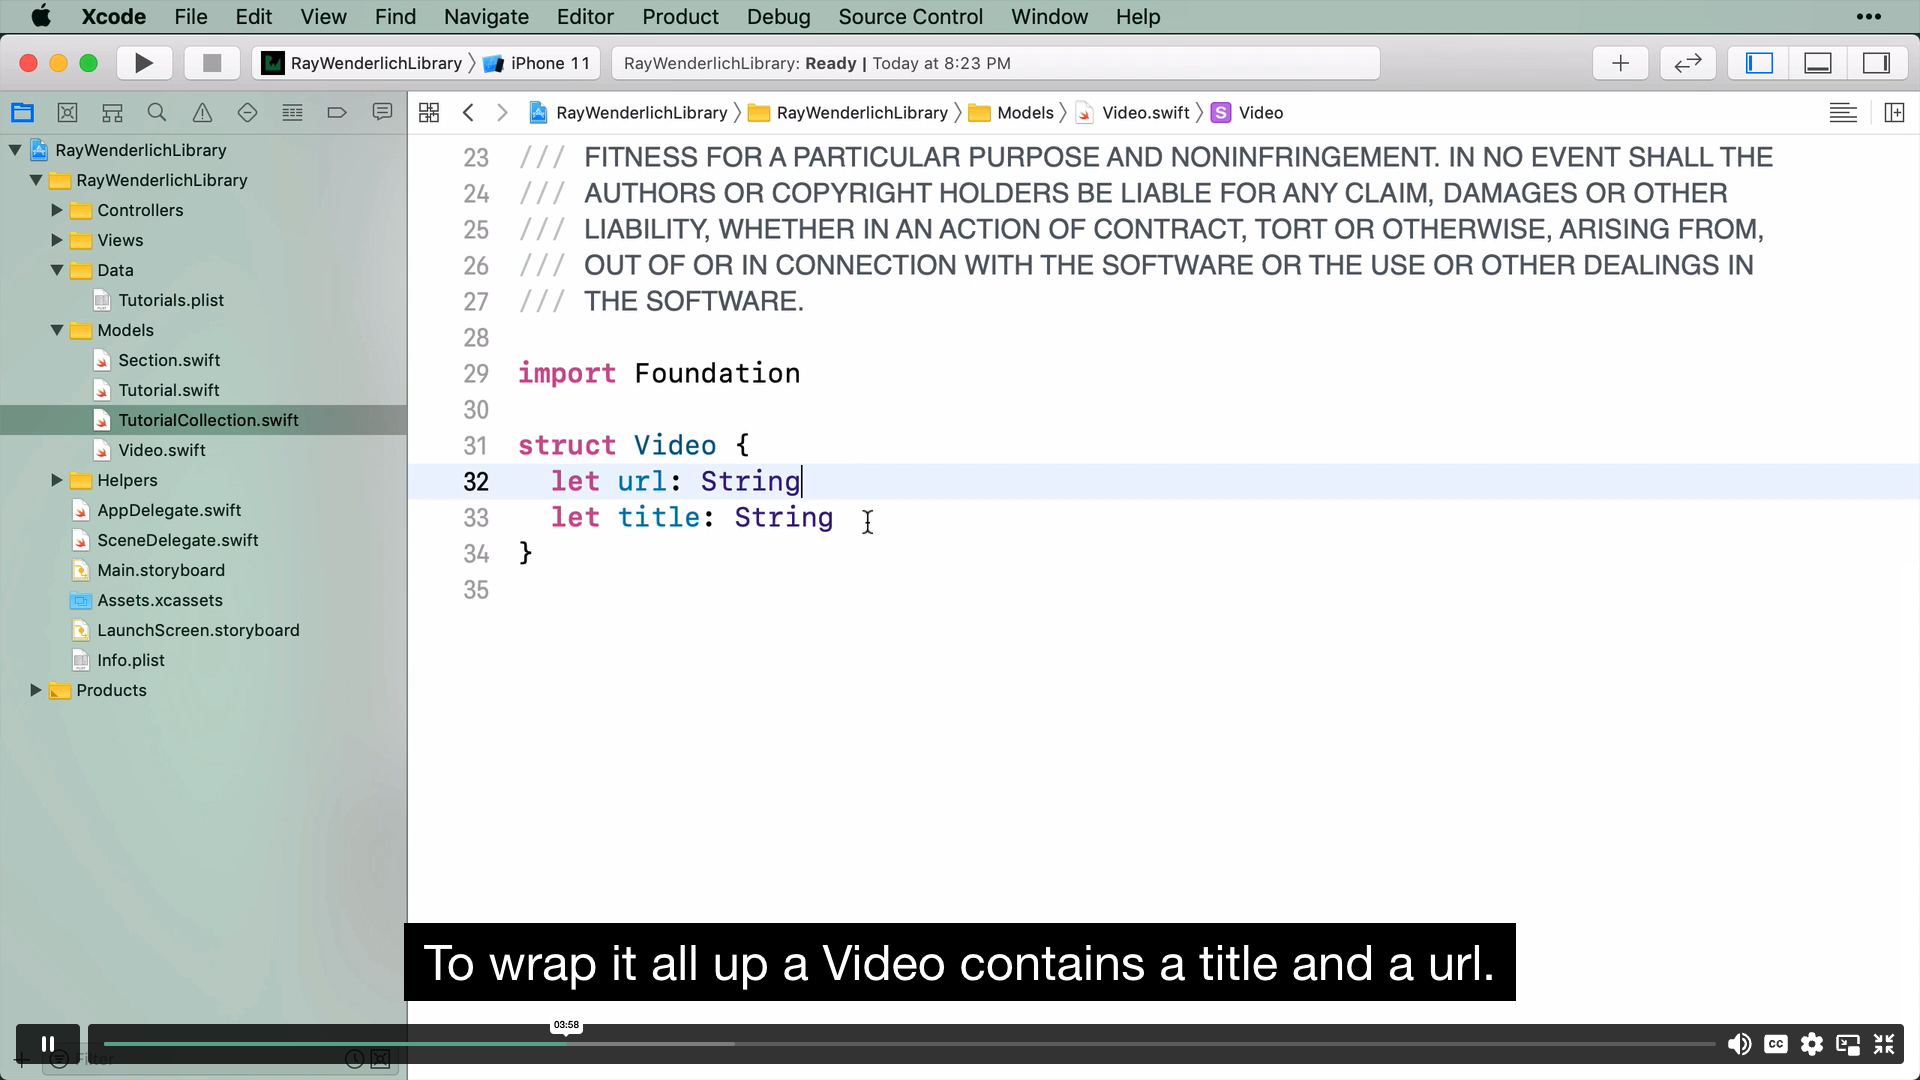 Xcode File Edit View Find Navigate Editor Product Debug Source Control Window Help
RayWenderlichLibrary iPhone 11
RayWenderlichLibrary: Ready | Today at 8:23 PM
RayWenderlichLibrary RayWenderlichLibrary Models Video.swift S Video
RayWenderlichLibrary
RayWenderlichLibrary
Controllers
Views
Data
Tutorials.plist
Models
Section.swift
Tutorial.swift
TutorialCollection.swift
Video.swift
Helpers
AppDelegate.swift
SceneDelegate.swift
Main.storyboard
Assets.xcassets
LaunchScreen.storyboard
Info.plist
Products
23 /// FITNESS FOR A PARTICULAR PURPOSE AND NONINFRINGEMENT. IN NO EVENT SHALL THE
24 /// AUTHORS OR COPYRIGHT HOLDERS BE LIABLE FOR ANY CLAIM, DAMAGES OR OTHER
25 /// LIABILITY, WHETHER IN AN ACTION OF CONTRACT, TORT OR OTHERWISE, ARISING FROM,
26 /// OUT OF OR IN CONNECTION WITH THE SOFTWARE OR THE USE OR OTHER DEALINGS IN
27 /// THE SOFTWARE.
28
29 import Foundation
30
31 struct Video {
32 let url: String
33 let title: String
34 }
35
To wrap it all up a Video contains a title and a url.
03:58
Filter
CC